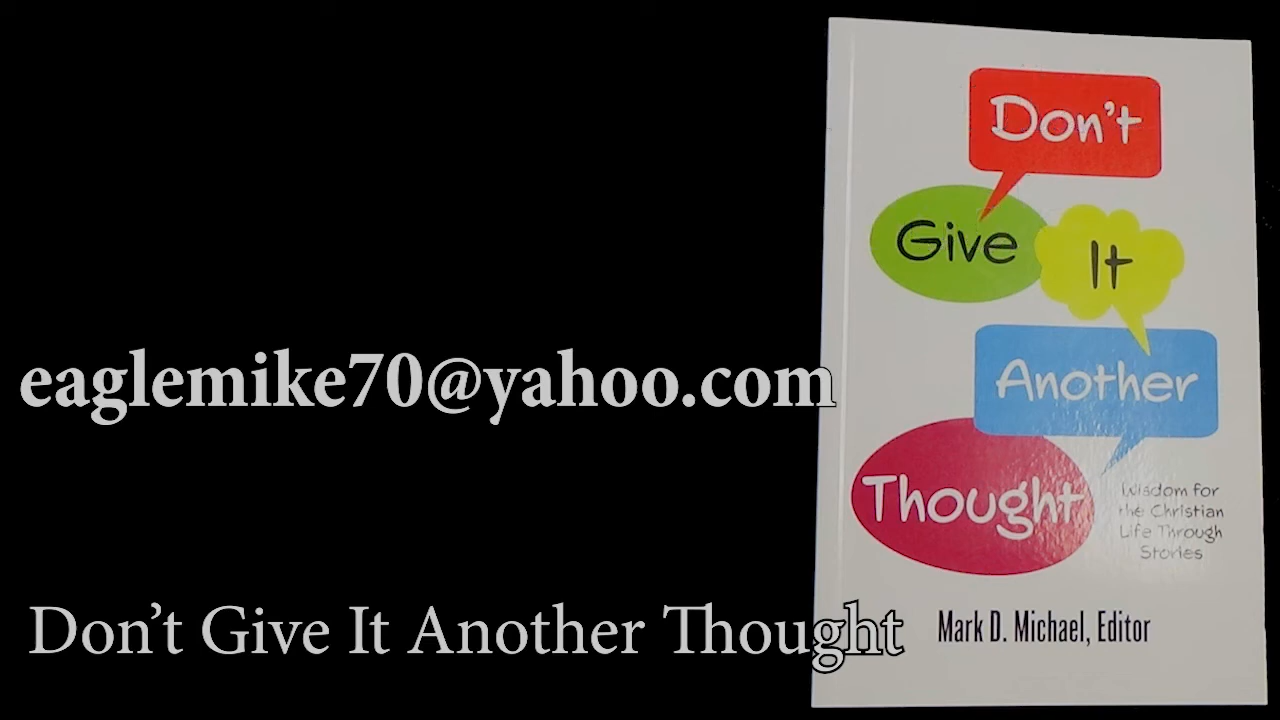 eaglemike70@yahoo.com
Don't Give It Another Thought
Don't
Give
It
Another
Thought
Wisdom for
the Christian
Life Through
Stories
Mark D. Michael, Editor